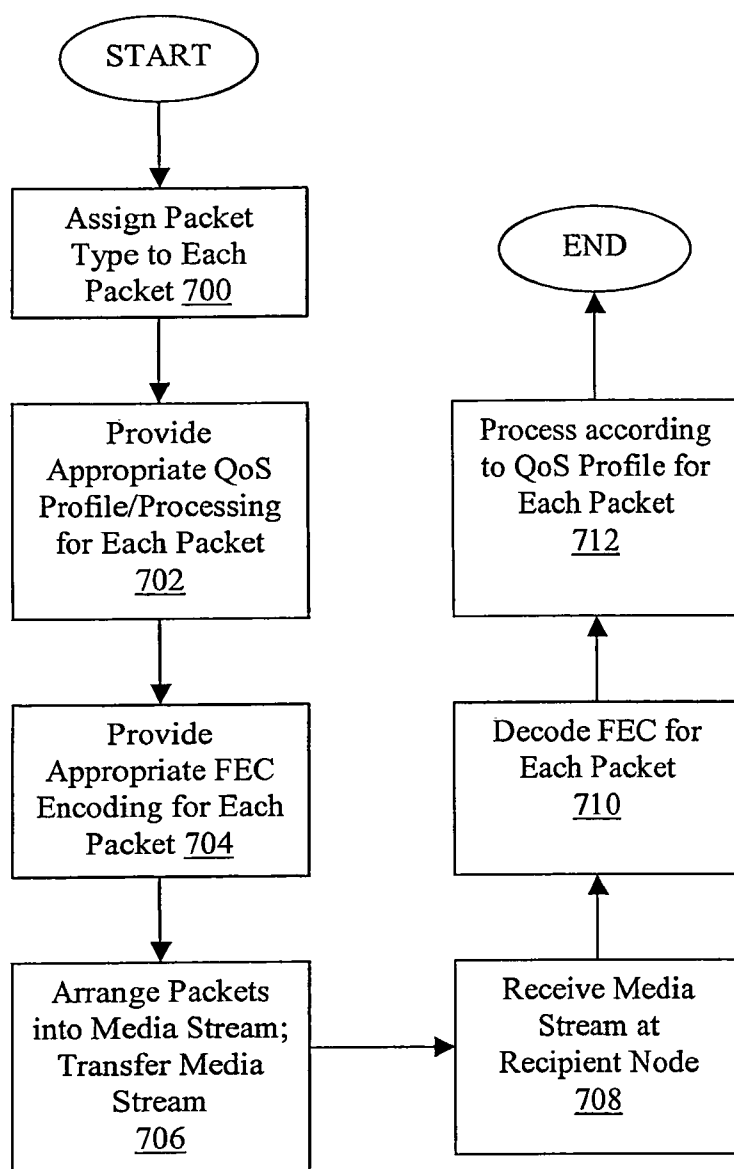 START
Assign Packet
Type to Each
Packet 700
Provide
Appropriate QoS
Profile/Processing
for Each Packet
702
Provide
Appropriate FEC
Encoding for Each
Packet 704
Arrange Packets
into Media Stream;
Transfer Media
Stream
706
Receive Media
Stream at
Recipient Node
708
Decode FEC for
Each Packet
710
Process according
to QoS Profile for
Each Packet
712
END